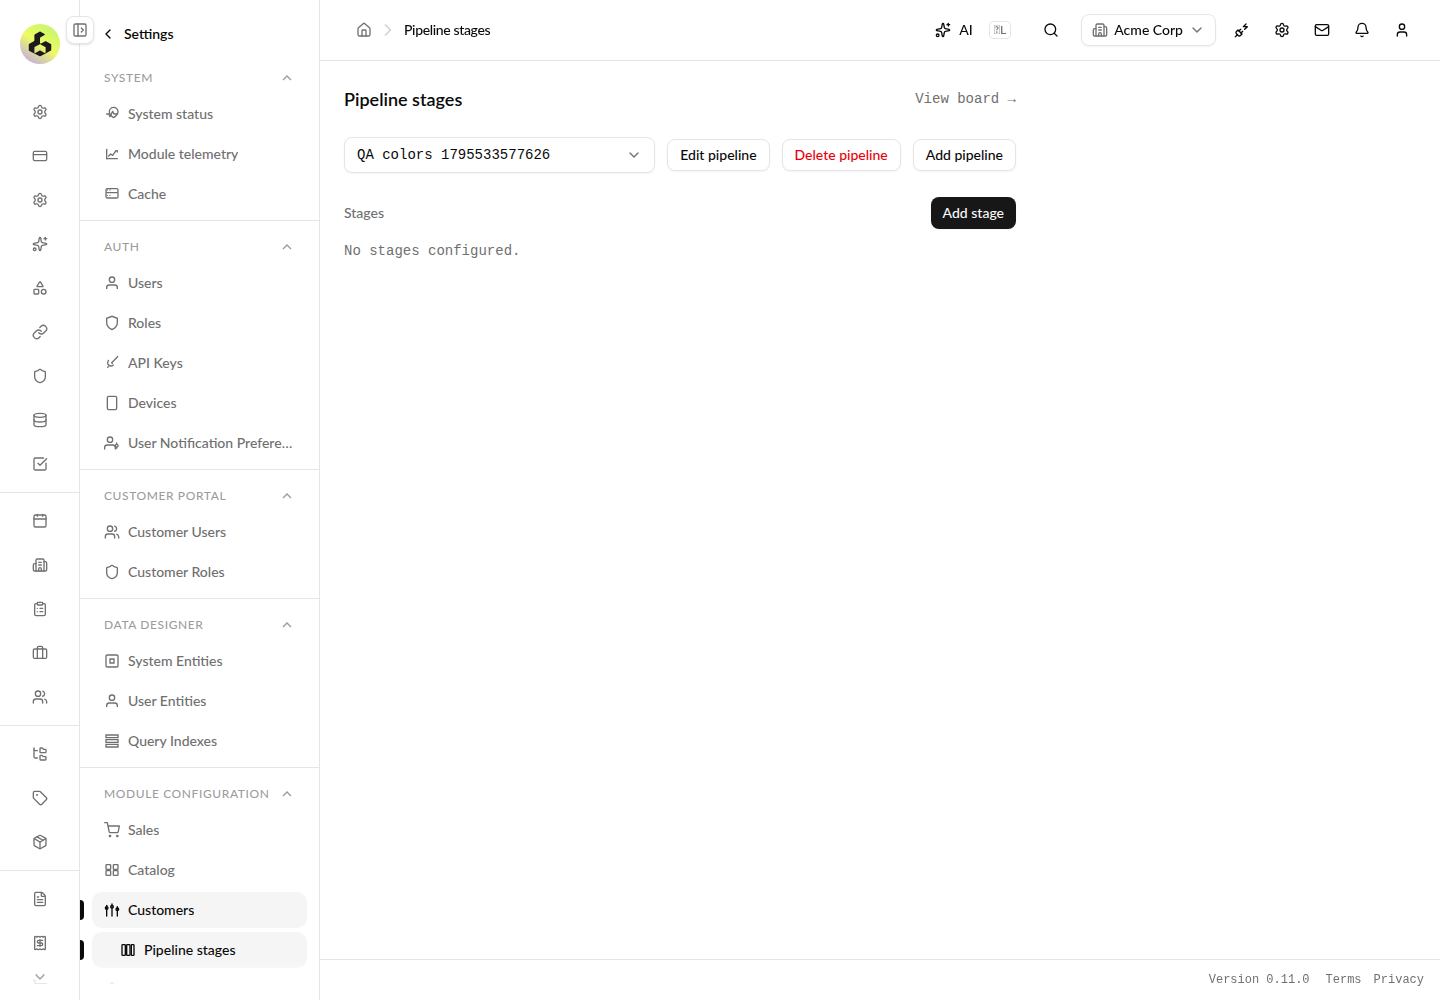 Settings
SYSTEM
System status
Module telemetry
Cache
AUTH
Users
Roles
API Keys
Devices
User Notification Prefere...
CUSTOMER PORTAL
Customer Users
Customer Roles
DATA DESIGNER
System Entities
User Entities
Query Indexes
MODULE CONFIGURATION
Sales
Catalog
Customers
Pipeline stages
Pipeline stages
AI
L
Acme Corp
Pipeline stages
View board →
QA colors 1795533577626
Edit pipeline
Delete pipeline
Add pipeline
Stages
Add stage
No stages configured.
Version 0.11.0
Terms
Privacy